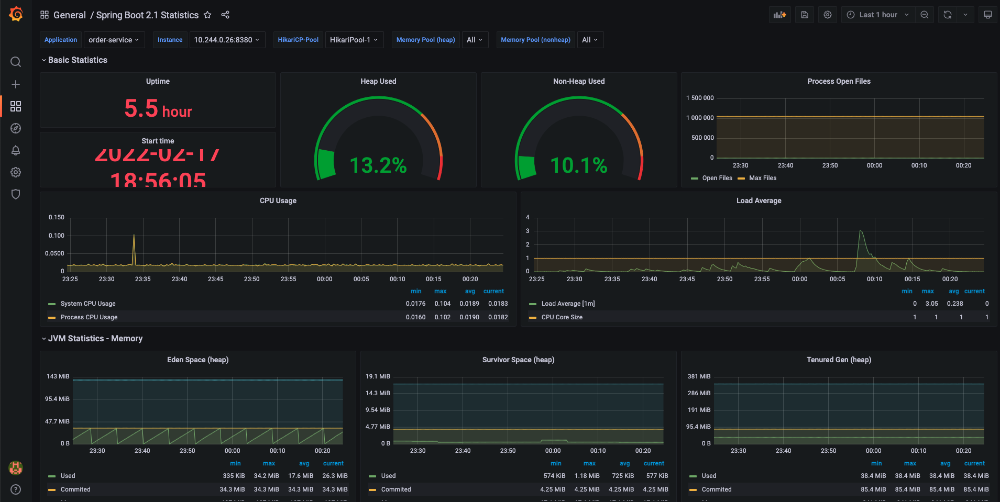 General / Spring Boot 2.1 Statistics
Last 1 hour
Application order-service Instance 10.244.0.26:8380 HikariCP-Pool HikariPool-1 Memory Pool (heap) All Memory Pool (nonheap) All
Basic Statistics
Uptime
5.5 hour
Start time
2022-02-17
18:56:05
Heap Used
13.2%
Non-Heap Used
10.1%
Process Open Files
1 500 000
1 000 000
500 000
0
23:30 23:40 23:50 00:00 00:10 00:20
Open Files Max Files
CPU Usage
0.150
0.100
0.0500
0
23:25 23:30 23:35 23:40 23:45 23:50 23:55 00:00 00:05 00:10 00:15 00:20
min max avg current
System CPU Usage 0.0176 0.104 0.0189 0.0183
Process CPU Usage 0.0160 0.102 0.0190 0.0182
Load Average
4
3
2
1
0
23:25 23:30 23:35 23:40 23:45 23:50 23:55 00:00 00:05 00:10 00:15 00:20
min max avg current
Load Average [1m] 0 3.05 0.238 0
CPU Core Size 1 1 1 1
JVM Statistics - Memory
Eden Space (heap)
143 MiB
95.4 MiB
47.7 MiB
0 B
23:30 23:40 23:50 00:00 00:10 00:20
min max avg current
Used 335 KiB 34.2 MiB 17.6 MiB 26.3 MiB
Commited 34.3 MiB 34.3 MiB 34.3 MiB 34.3 MiB
Survivor Space (heap)
19.1 MiB
14.3 MiB
9.54 MiB
4.77 MiB
0 B
23:30 23:40 23:50 00:00 00:10 00:20
min max avg current
Used 574 KiB 1.18 MiB 725 KiB 577 KiB
Commited 4.25 MiB 4.25 MiB 4.25 MiB 4.25 MiB
Tenured Gen (heap)
381 MiB
286 MiB
191 MiB
95.4 MiB
0 B
23:30 23:40 23:50 00:00 00:10 00:20
min max avg current
Used 38.4 MiB 38.4 MiB 38.4 MiB 38.4 MiB
Commited 85.4 MiB 85.4 MiB 85.4 MiB 85.4 MiB